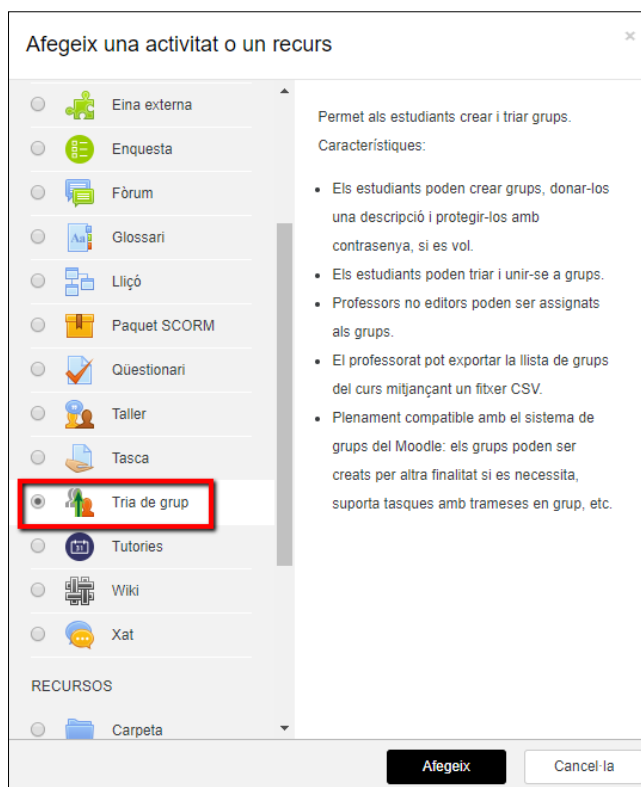 Afegeix una activitat o un recurs
×
Eina externa
Enquesta
Fòrum
Aa
Glossari
Lliçó
Paquet SCORM
Qüestionari
Taller
Tasca
Tria de grup
31
Tutories
Wiki
Xat
RECURSOS
Carpeta
Permet als estudiants crear i triar grups.
Característiques:
• Els estudiants poden crear grups, donar-los
una descripció i protegir-los amb
contrasenya, si es vol.
• Els estudiants poden triar i unir-se a grups.
• Professors no editors poden ser assignats
als grups.
• El professorat pot exportar la llista de grups
del curs mitjançant un fitxer CSV.
• Plenament compatible amb el sistema de
grups del Moodle: els grups poden ser
creats per altra finalitat si es necessita,
suporta tasques amb trameses en grup, etc.
Afegeix
Cancel·la